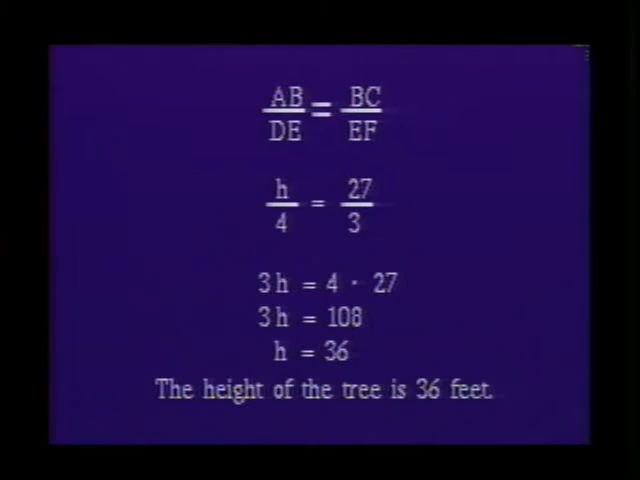 AB/DE = BC/EF
h/4 = 27/3
3h = 4 · 27
3h = 108
h = 36
The height of the tree is 36 feet.